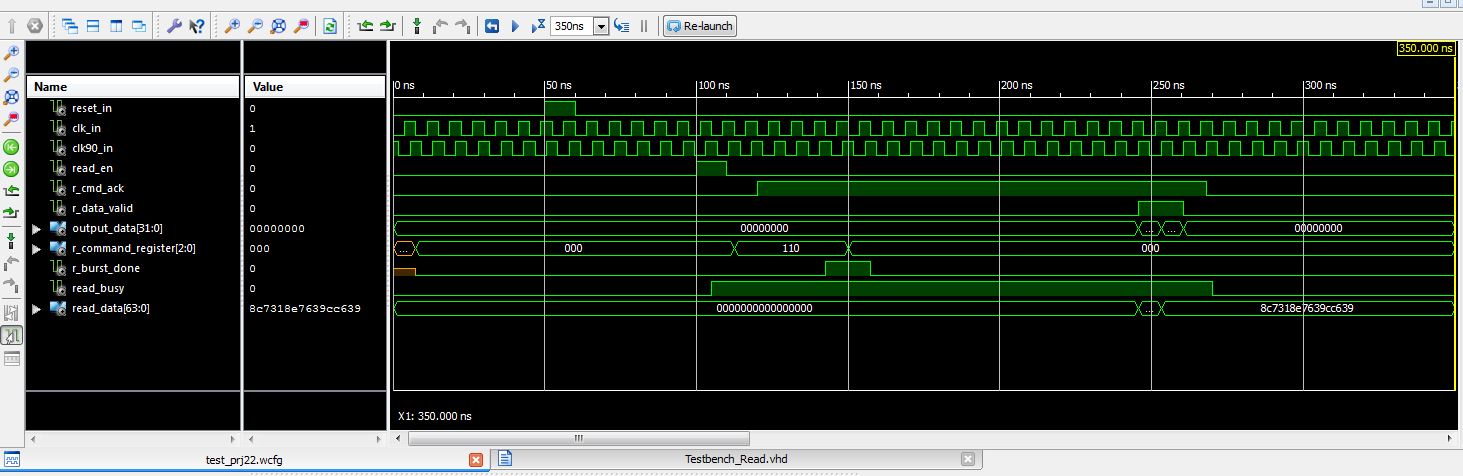 350ns
Re-launch
350.000 ns
Name
Value
0 ns
50 ns
100 ns
150 ns
200 ns
250 ns
300 ns
reset_in
0
clk_in
1
clk90_in
0
read_en
0
r_cmd_ack
0
r_data_valid
0
output_data[31:0]
00000000
00000000
...
...
00000000
r_command_register[2:0]
000
...
000
110
000
r_burst_done
0
read_busy
0
read_data[63:0]
8c7318e7639cc639
0000000000000000
...
8c7318e7639cc639
X1: 350.000 ns
test_prj22.wcfg
Testbench_Read.vhd